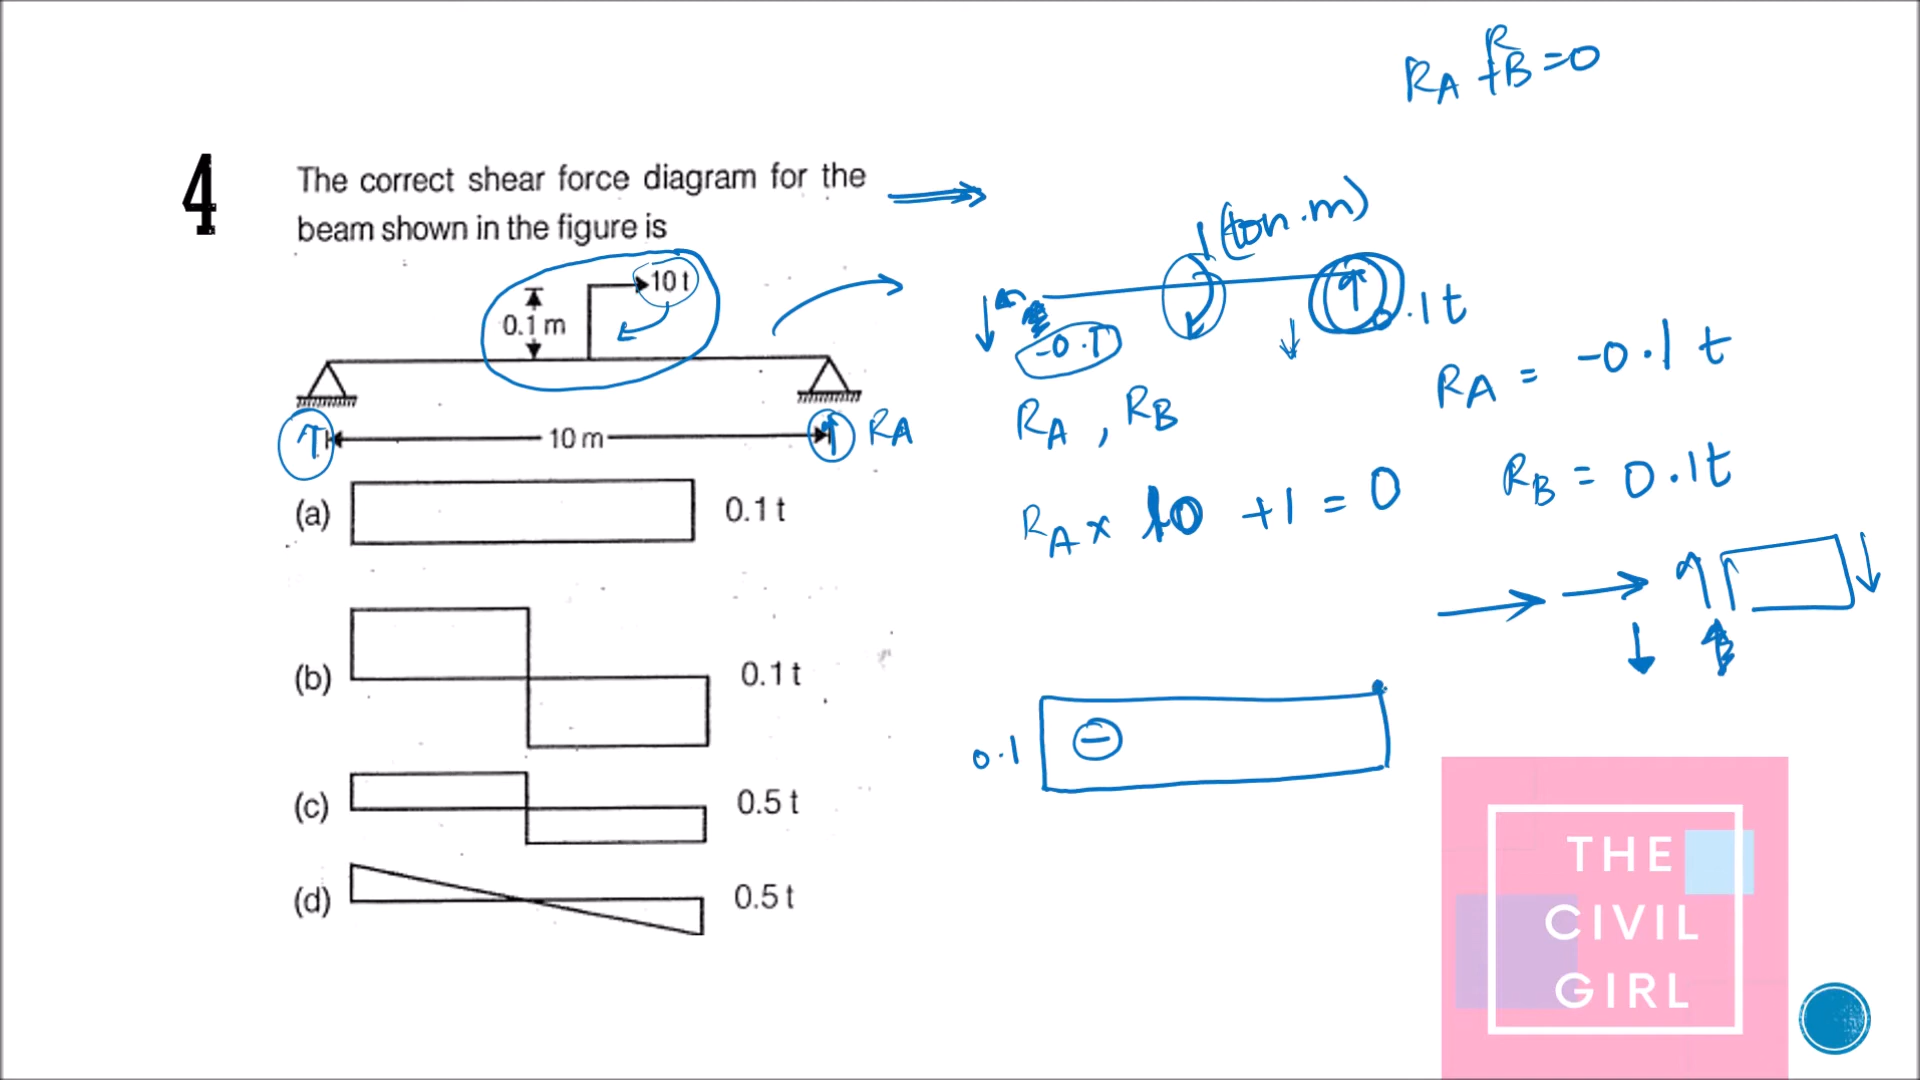 RA + RB = 0
4
The correct shear force diagram for the
beam shown in the figure is
10 t
0.1 m
10 m
RA
1 (ton.m)
-0.1
0.1 t
RA , RB
RA x 10 + 1 = 0
RA = -0.1 t
RB = 0.1t
(a) 0.1 t
(b) 0.1 t
(c) 0.5 t
(d) 0.5 t
0.1
THE
CIVIL
GIRL